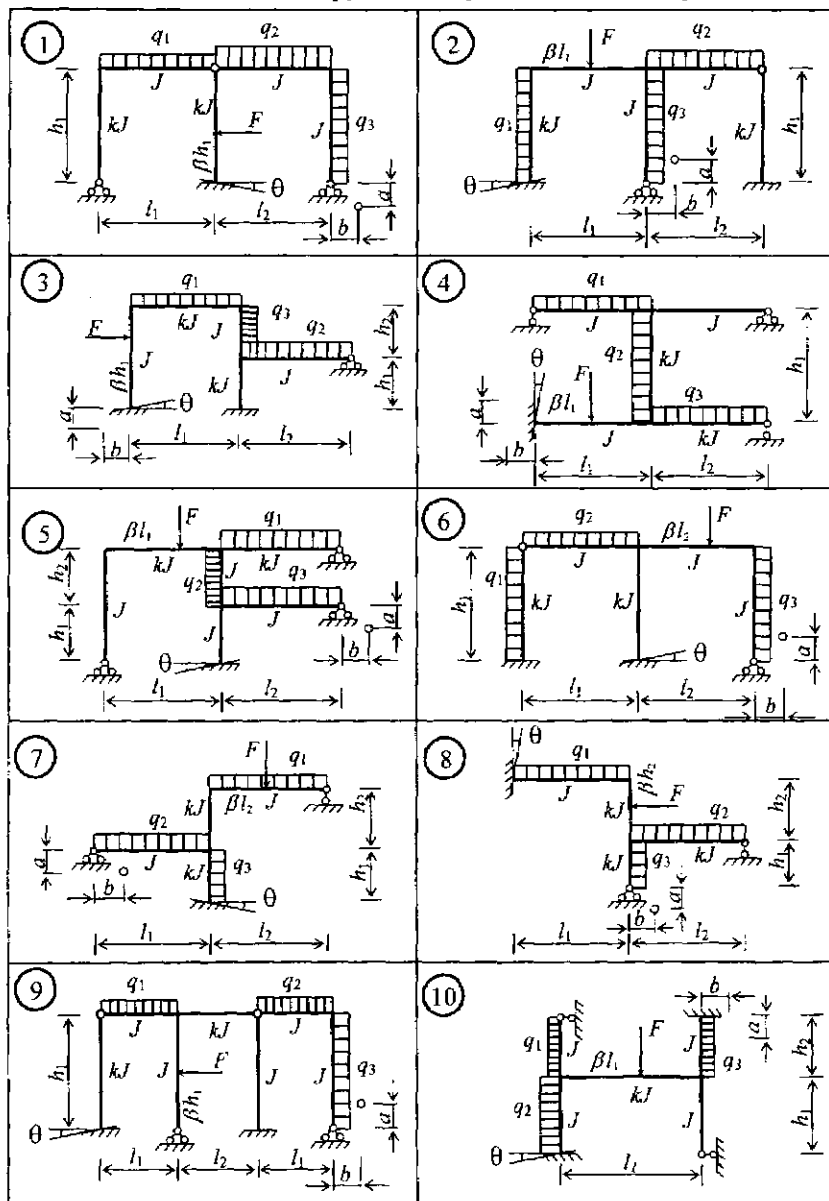 1
q₁ q₂
J J
h₁ kJ kJ F J q₃
βh₁
θ a
l₁ l₂ b
2
F
βl₁ q₂
J J
q₁ kJ J q₃ kJ h₁
θ a
l₁ l₂
b
3
q₁
kJ J q₃
F q₂ h₂
J J
βh₁ kJ h₁
a θ
b l₁ l₂
4
q₁
J J
θ q₂ kJ h₁
F
a βl₁ q₃
J kJ
b l₁ l₂
5
F
βl₁ q₁
kJ J kJ
h₂ q₂ q₃
J J
h₁ J a
θ
b
l₁ l₂
6
F
q₂ βl₂
J J
q₁
h₁ kJ kJ J q₃
θ a
l₁ l₂ b
7
F q₁
kJ J
βl₂ h₂
q₂
a J kJ q₃ h₁
b θ
l₁ l₂
8
θ q₁ βh₂
J kJ F h₂
q₂
kJ q₃ kJ h₁
a
b
l₁ l₂
9
q₁ q₂
J kJ J
h₁ kJ J F J J q₃
βh₁
θ a
l₁ l₂ l₁ b
10
b
F a
q₁ J J h₂
βl₁ q₃
kJ
q₂ J J h₁
θ
l₁